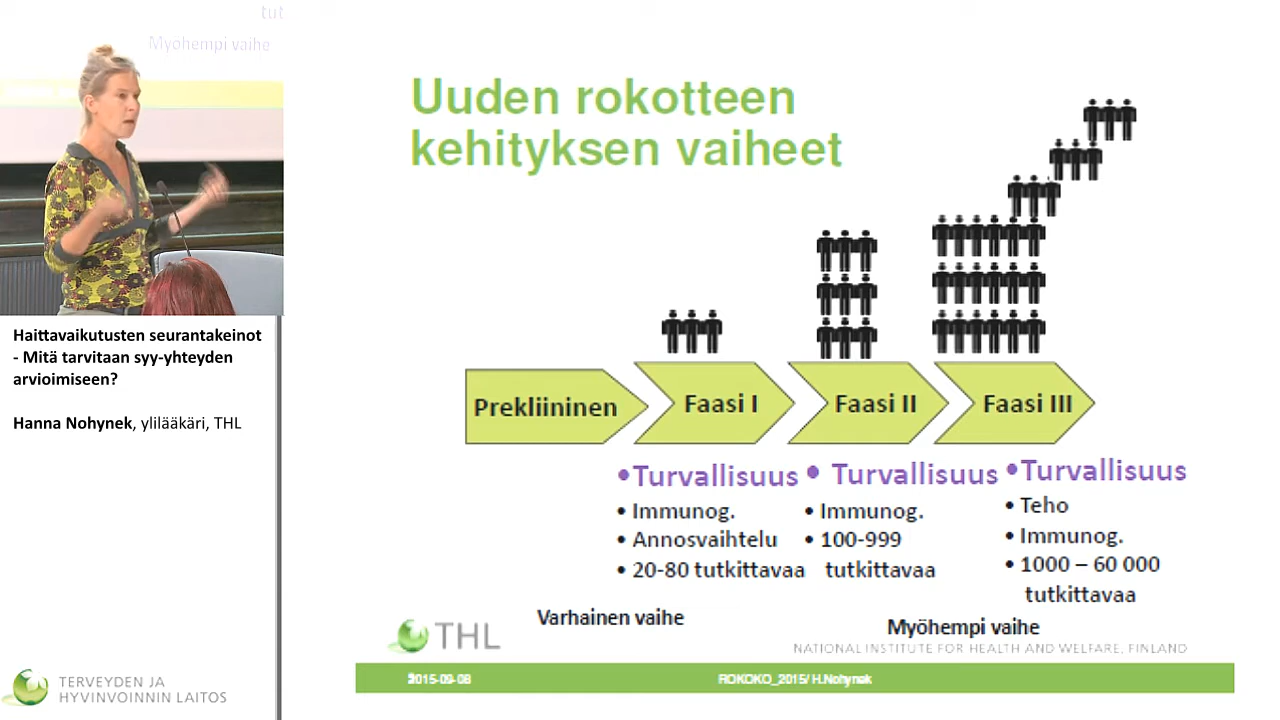 tut
Myöhempi vaihe
Haittavaikutusten seurantakeinot
- Mitä tarvitaan syy-yhteyden
arvioimiseen?
Hanna Nohynek, ylilääkäri, THL
TERVEYDEN JA
HYVINVOINNIN LAITOS
Uuden rokotteen
kehityksen vaiheet
Prekliininen
Faasi I
Faasi II
Faasi III
•Turvallisuus
• Immunog.
• Annosvaihtelu
• 20-80 tutkittavaa
• Turvallisuus
• Immunog.
• 100-999
tutkittavaa
•Turvallisuus
• Teho
• Immunog.
• 1000 – 60 000
tutkittavaa
Varhainen vaihe
Myöhempi vaihe
THL
NATIONAL INSTITUTE FOR HEALTH AND WELFARE, FINLAND
2015-09-08
ROKOKO_2015/ H.Nohynek